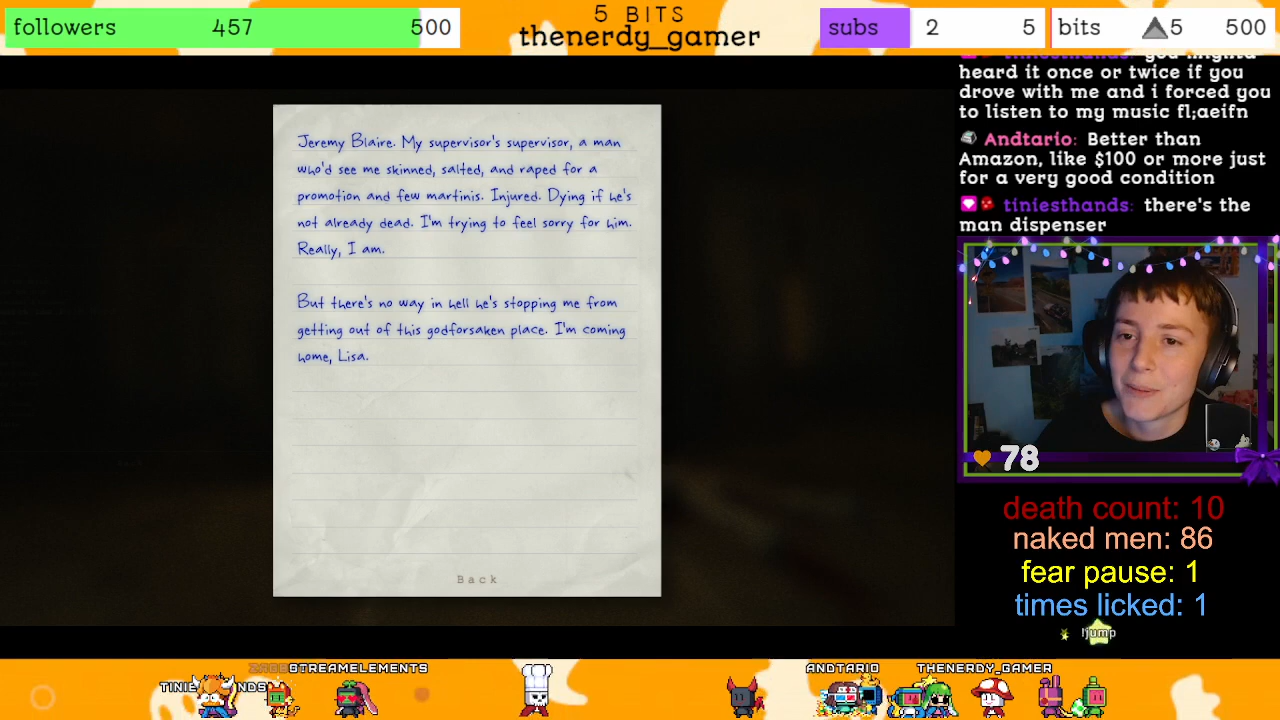 followers 457 500
5 BITS
thenerdy_gamer
subs 2 5
bits 5 500
heard it once or twice if you
drove with me and i forced you
to listen to my music fl;aeifn
Andtario: Better than
Amazon, like $100 or more just
for a very good condition
tiniesthands: there's the
man dispenser
Jeremy Blaire. My supervisor's supervisor, a man
who'd see me skinned, salted, and raped for a
promotion and few martinis. Injured. Dying if he's
not already dead. I'm trying to feel sorry for him.
Really, I am.
But there's no way in hell he's stopping me from
getting out of this godforsaken place. I'm coming
home, Lisa.
Back
78
death count: 10
naked men: 86
fear pause: 1
times licked: 1
!jump
STREAMELEMENTS
ANDTARIO
THENERDY_GAMER